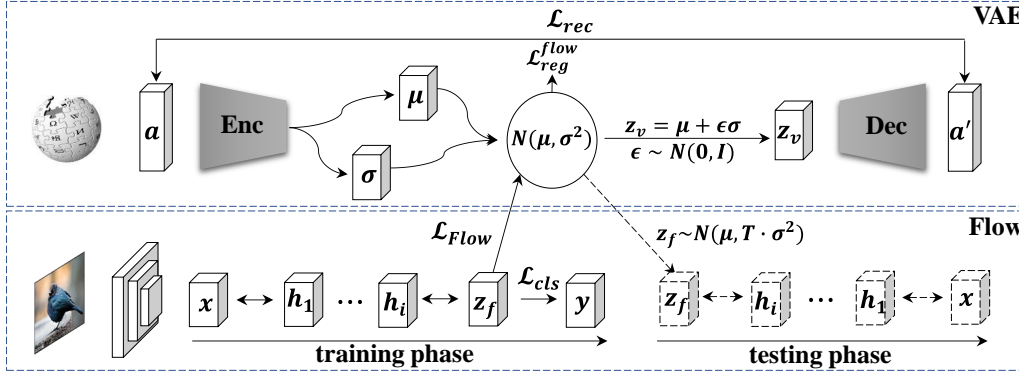 VAE
ℒ_rec
ℒ_reg^flow
a
Enc
μ
σ
N(μ, σ²)
z_v = μ + ϵσ
ϵ ~ N(0, I)
z_v
Dec
a′
Flow
ℒ_Flow
z_f~N(μ, T · σ²)
x
h_1
...
h_i
z_f
ℒ_cls
y
z_f
h_i
...
h_1
x
training phase
testing phase